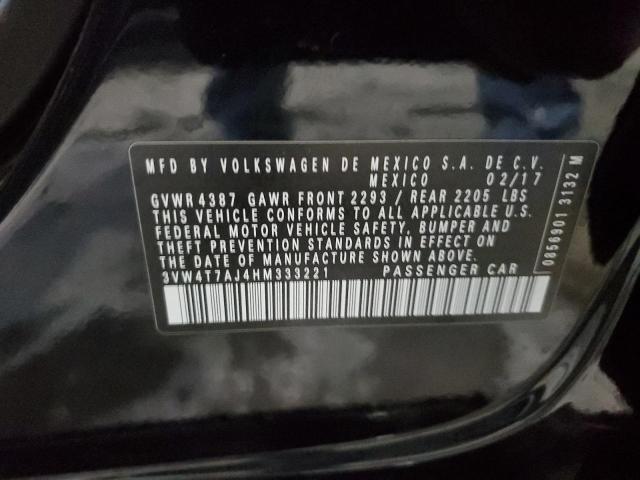 MFD BY VOLKSWAGEN DE MEXICO S.A. DE C.V.
MEXICO 02/17
GVWR 4387 GAWR FRONT 2293 / REAR 2205 LBS
THIS VEHICLE CONFORMS TO ALL APPLICABLE U.S.
FEDERAL MOTOR VEHICLE SAFETY, BUMPER AND
THEFT PREVENTION STANDARDS IN EFFECT ON
THE DATE OF MANUFACTURE SHOWN ABOVE.
3VW4T7AJ4HM333221 PASSENGER CAR
0856901 3132 M